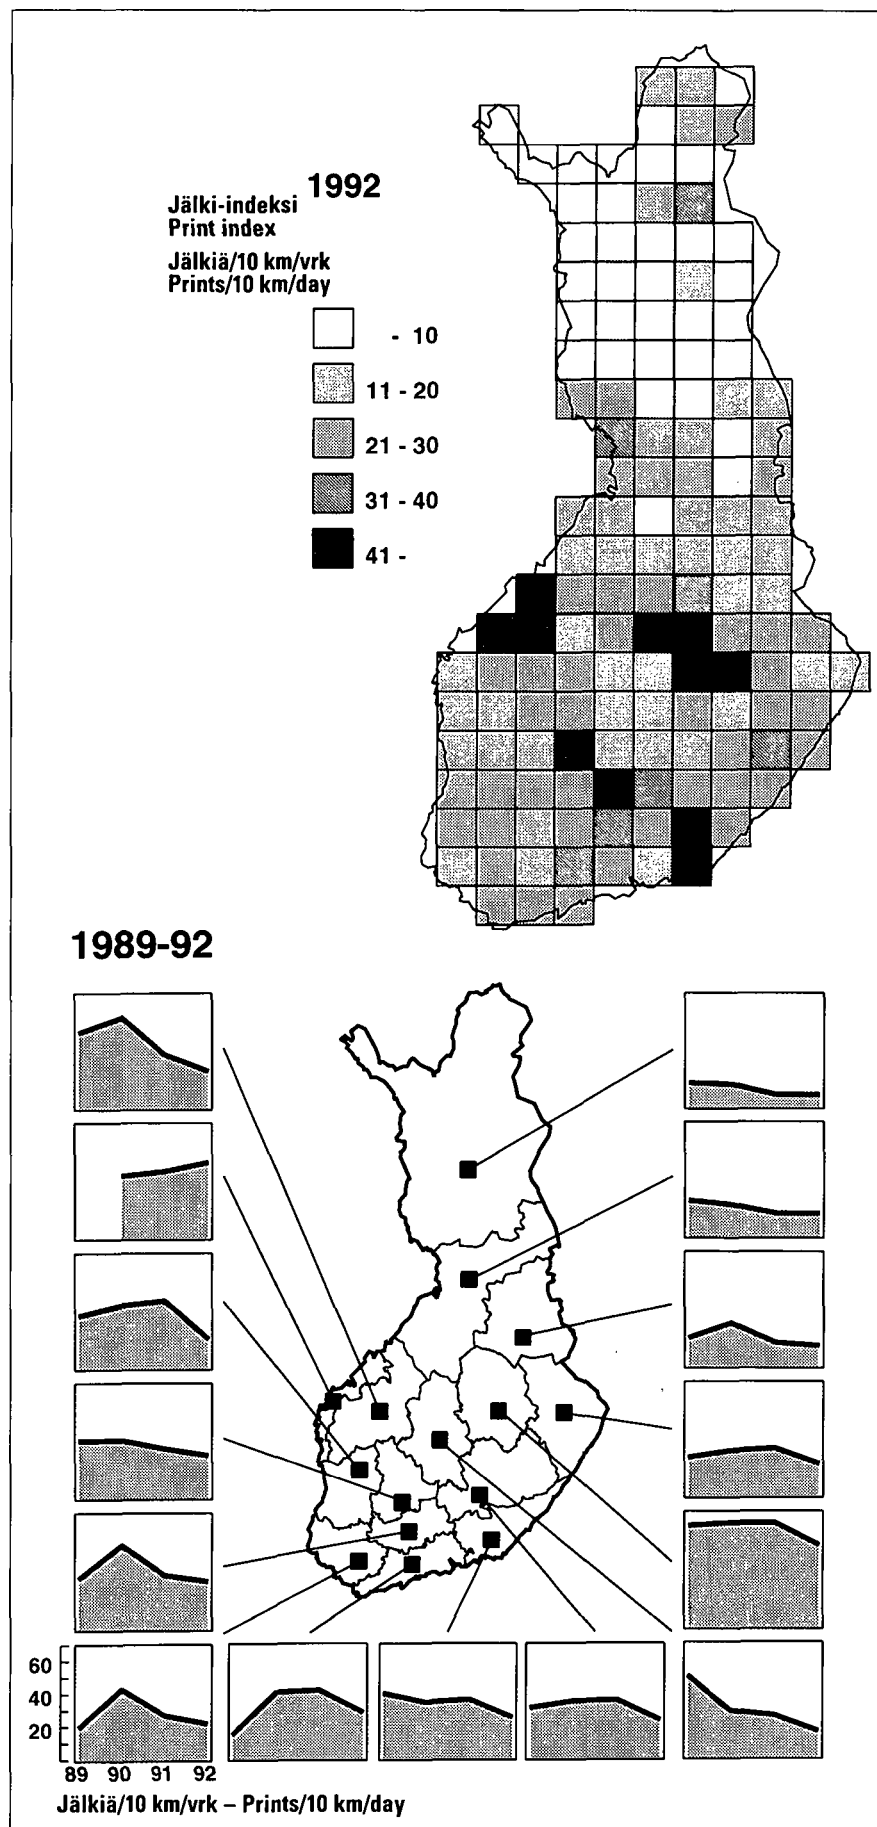 1992
Jälki-indeksi
Print index
Jälkiä/10 km/vrk
Prints/10 km/day
- 10
11 - 20
21 - 30
31 - 40
41 -
1989-92
60
40
20
89 90 91 92
Jälkiä/10 km/vrk – Prints/10 km/day